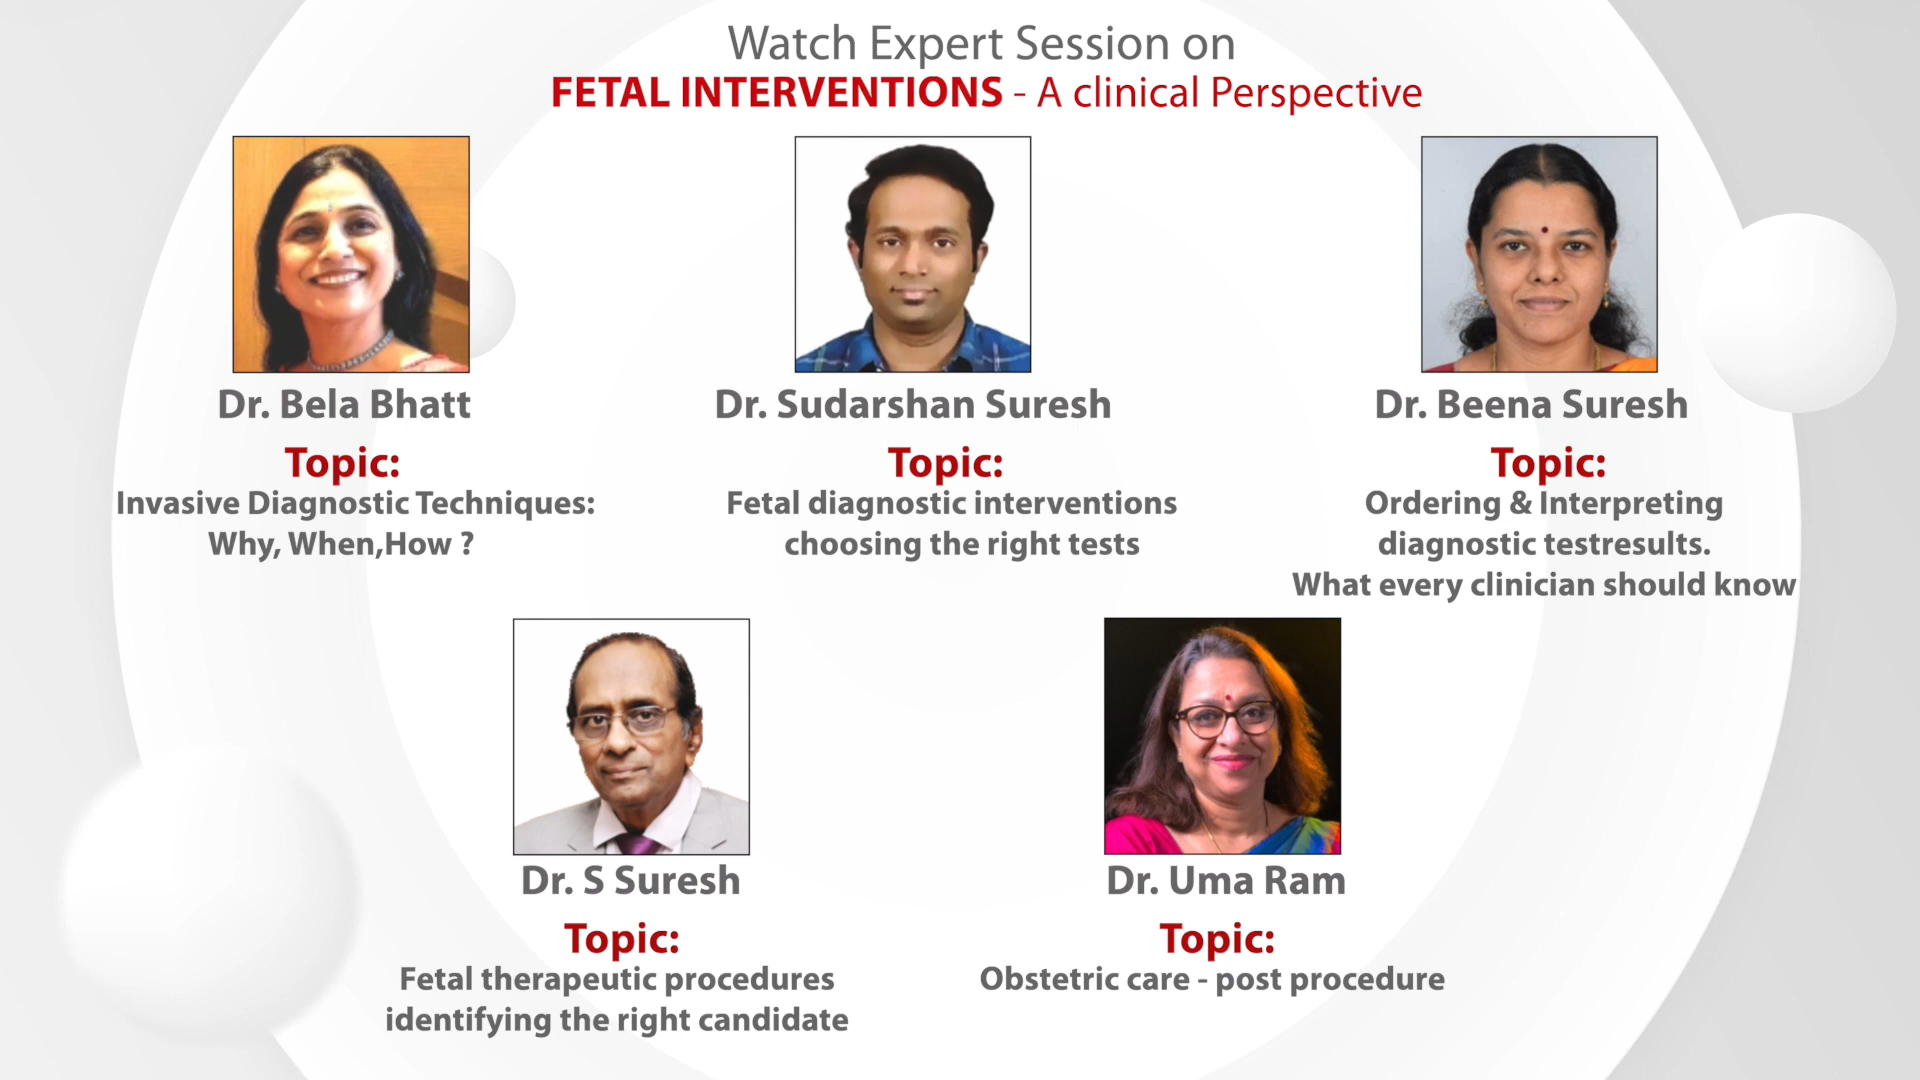 Watch Expert Session on
FETAL INTERVENTIONS - A clinical Perspective
Dr. Bela Bhatt
Topic:
Invasive Diagnostic Techniques:
Why, When,How ?
Dr. Sudarshan Suresh
Topic:
Fetal diagnostic interventions
choosing the right tests
Dr. Beena Suresh
Topic:
Ordering & Interpreting
diagnostic testresults.
What every clinician should know
Dr. S Suresh
Topic:
Fetal therapeutic procedures
identifying the right candidate
Dr. Uma Ram
Topic:
Obstetric care - post procedure